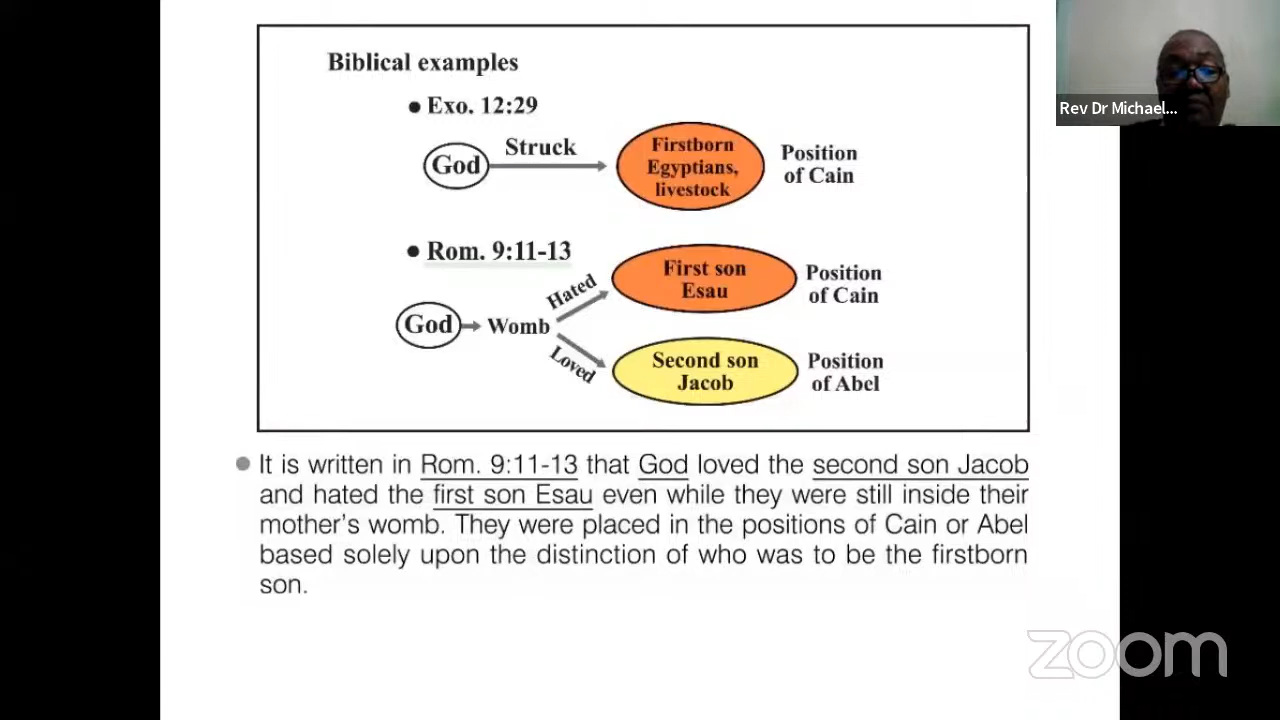 Biblical examples
● Exo. 12:29
God
Struck
Firstborn
Egyptians,
livestock
Position
of Cain
● Rom. 9:11-13
God
Womb
Hated
First son
Esau
Position
of Cain
Loved
Second son
Jacob
Position
of Abel
● It is written in Rom. 9:11-13 that God loved the second son Jacob
and hated the first son Esau even while they were still inside their
mother's womb. They were placed in the positions of Cain or Abel
based solely upon the distinction of who was to be the firstborn
son.
Rev Dr Michael...
zoom